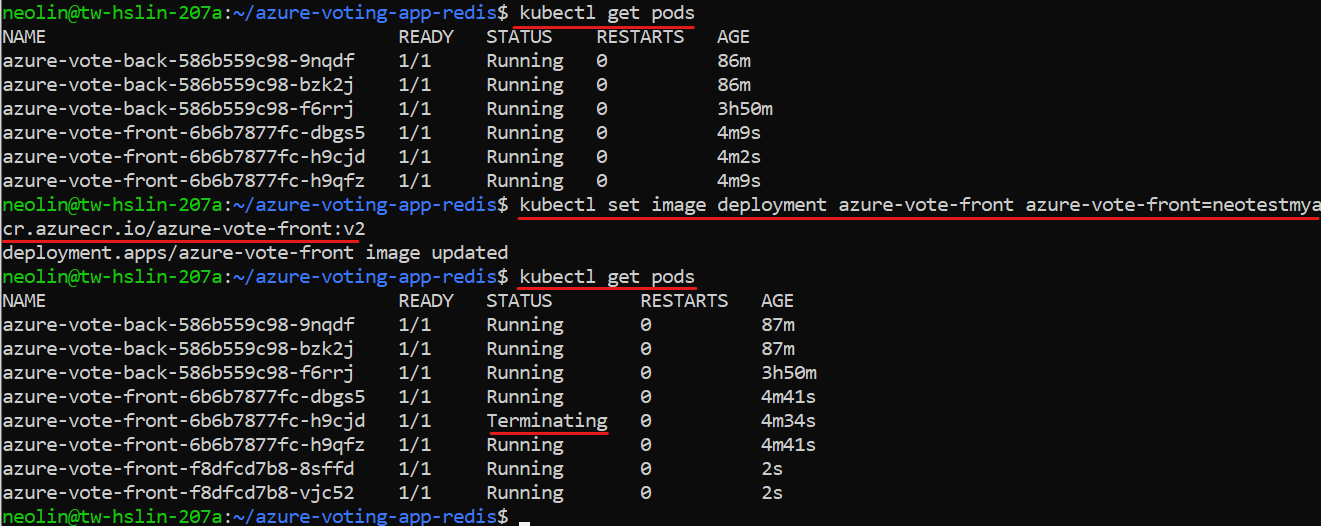 neolin@tw-hslin-207a:~/azure-voting-app-redis$ kubectl get pods
NAME                                READY   STATUS    RESTARTS   AGE
azure-vote-back-586b559c98-9nqdf    1/1     Running   0          86m
azure-vote-back-586b559c98-bzk2j    1/1     Running   0          86m
azure-vote-back-586b559c98-f6rrj    1/1     Running   0          3h50m
azure-vote-front-6b6b7877fc-dbgs5   1/1     Running   0          4m9s
azure-vote-front-6b6b7877fc-h9cjd   1/1     Running   0          4m2s
azure-vote-front-6b6b7877fc-h9qfz   1/1     Running   0          4m9s
neolin@tw-hslin-207a:~/azure-voting-app-redis$ kubectl set image deployment azure-vote-front azure-vote-front=neotestmya
cr.azurecr.io/azure-vote-front:v2
deployment.apps/azure-vote-front image updated
neolin@tw-hslin-207a:~/azure-voting-app-redis$ kubectl get pods
NAME                                READY   STATUS        RESTARTS   AGE
azure-vote-back-586b559c98-9nqdf    1/1     Running       0          87m
azure-vote-back-586b559c98-bzk2j    1/1     Running       0          87m
azure-vote-back-586b559c98-f6rrj    1/1     Running       0          3h50m
azure-vote-front-6b6b7877fc-dbgs5   1/1     Running       0          4m41s
azure-vote-front-6b6b7877fc-h9cjd   1/1     Terminating   0          4m34s
azure-vote-front-6b6b7877fc-h9qfz   1/1     Running       0          4m41s
azure-vote-front-f8dfcd7b8-8sffd    1/1     Running       0          2s
azure-vote-front-f8dfcd7b8-vjc52    1/1     Running       0          2s
neolin@tw-hslin-207a:~/azure-voting-app-redis$